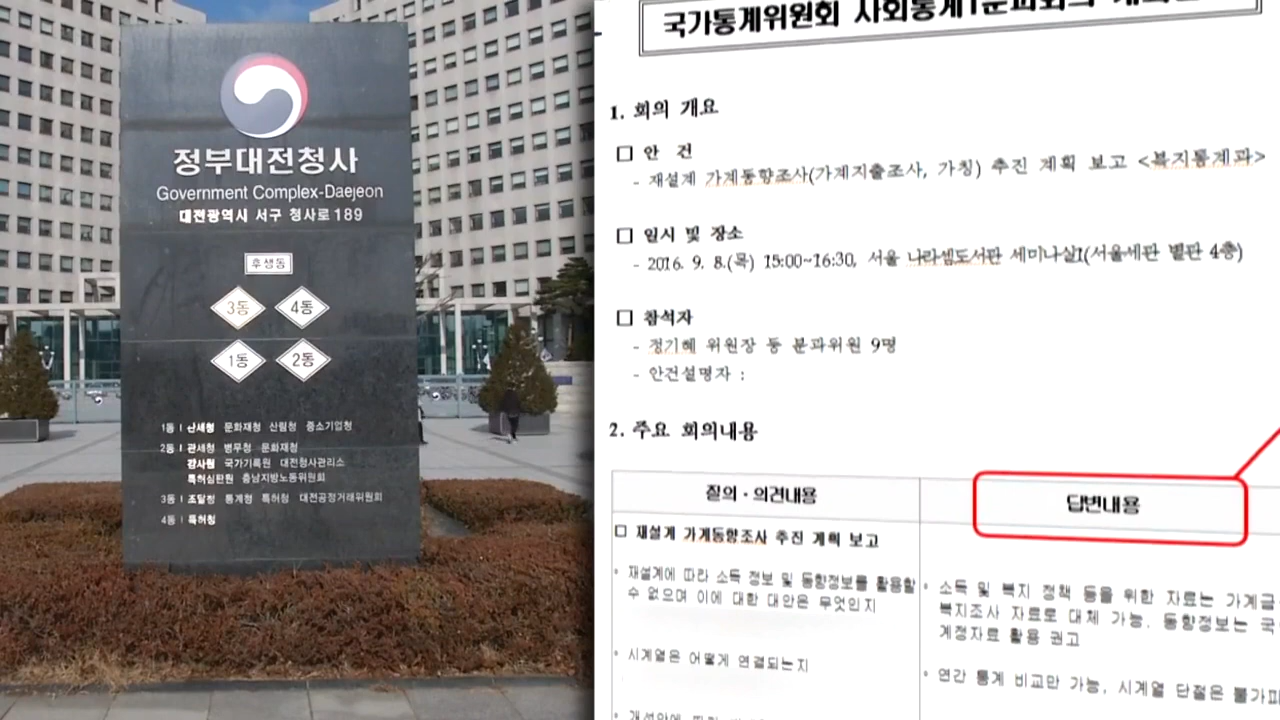 정부대전청사
Government Complex-Daejeon
대전광역시 서구 청사로 189
후생동
3동 4동
1동 2동
1동 문화재청 산림청 중소기업청
2동 관세청 병무청 문화재청
국가기록원 대전청사관리소
특허심판원 충남지방노동위원회
3동 조달청 통계청 특허청 대전공정거래위원회
4동 특허청
국가통계위원회 사회통계1분과회의
1. 회의 개요
□ 안 건
- 재설계 가계동향조사(가계지출조사, 가칭) 추진 계획 보고 <복지통계과>
□ 일시 및 장소
- 2016. 9. 8.(목) 15:00~16:30, 서울 나라셈도서관 세미나실1(서울세관 별관 4층)
□ 참석자
- 정기혜 위원장 등 분과위원 9명
- 안건설명자 :
2. 주요 회의내용
질의·의견내용
답변내용
□ 재설계 가계동향조사 추진 계획 보고
◦ 재설계에 따라 소득 정보 및 동향정보를 활용할
수 없으며 이에 대한 대안은 무엇인지
◦ 소득 및 복지 정책 등을 위한 자료는 가계금
복지조사 자료로 대체 가능. 동향정보는 국
계정자료 활용 권고
◦ 시계열은 어떻게 연결되는지
◦ 연간 통계 비교만 가능, 시계열 단절은 불가피
◦ 개선안에 따라